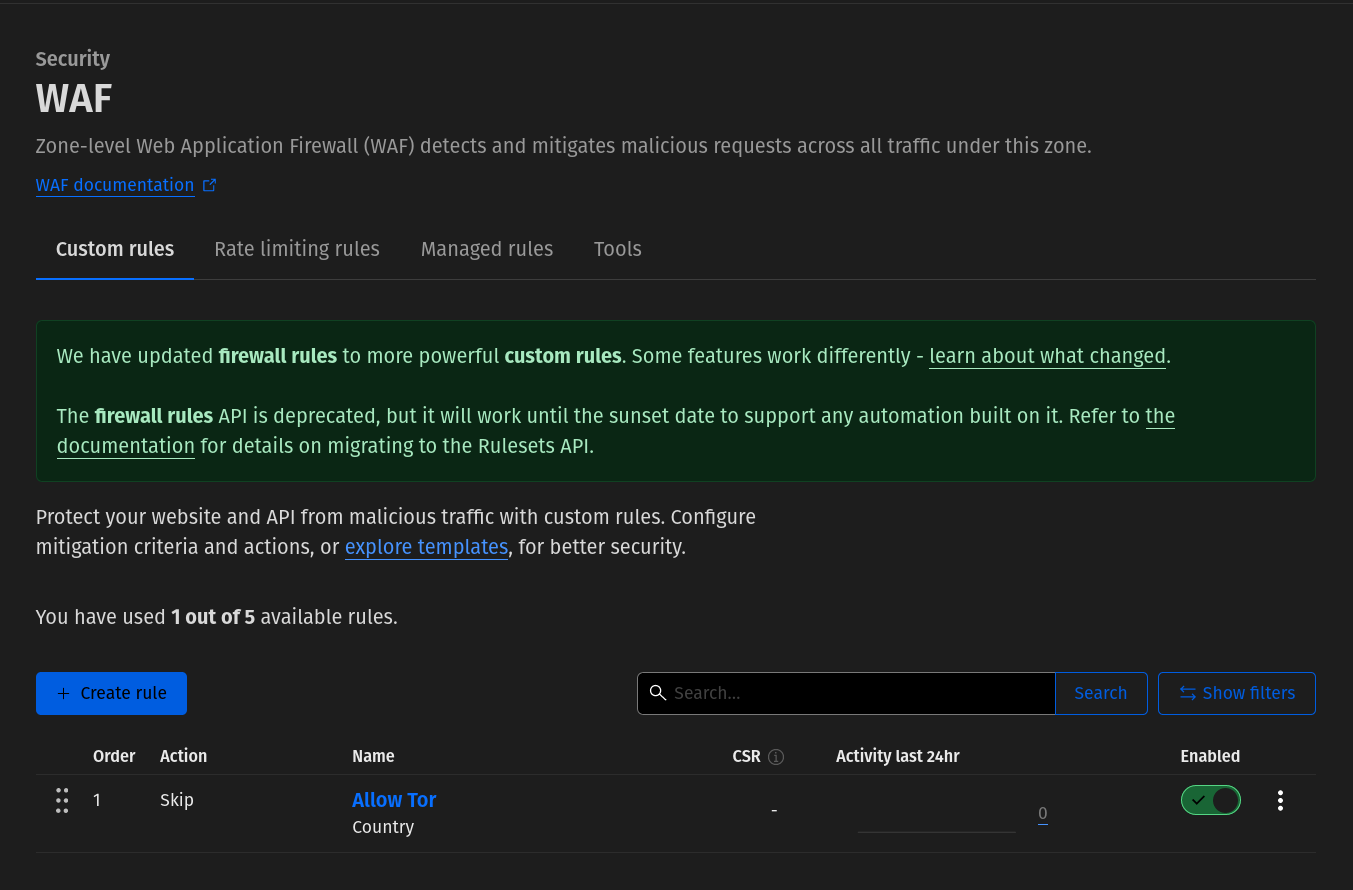 Security
WAF
Zone-level Web Application Firewall (WAF) detects and mitigates malicious requests across all traffic under this zone.
WAF documentation
Custom rules Rate limiting rules Managed rules Tools
We have updated firewall rules to more powerful custom rules. Some features work differently - learn about what changed.
The firewall rules API is deprecated, but it will work until the sunset date to support any automation built on it. Refer to the
documentation for details on migrating to the Rulesets API.
Protect your website and API from malicious traffic with custom rules. Configure
mitigation criteria and actions, or explore templates, for better security.
You have used 1 out of 5 available rules.
+ Create rule Search... Search Show filters
Order Action Name CSR Activity last 24hr Enabled
1 Skip Allow Tor - 0
Country